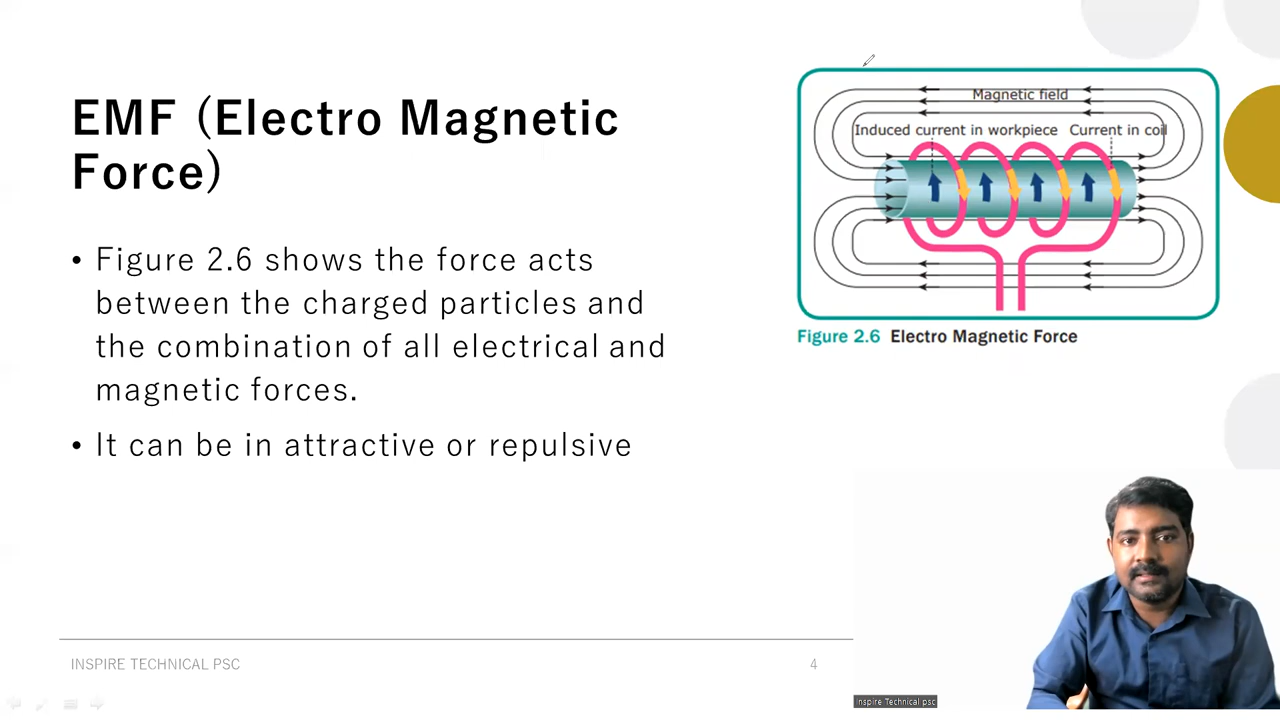 EMF (Electro Magnetic
Force)
• Figure 2.6 shows the force acts
between the charged particles and
the combination of all electrical and
magnetic forces.
• It can be in attractive or repulsive
Magnetic field
Induced current in workpiece Current in coil
Figure 2.6 Electro Magnetic Force
INSPIRE TECHNICAL PSC
4
Inspire Technical psc